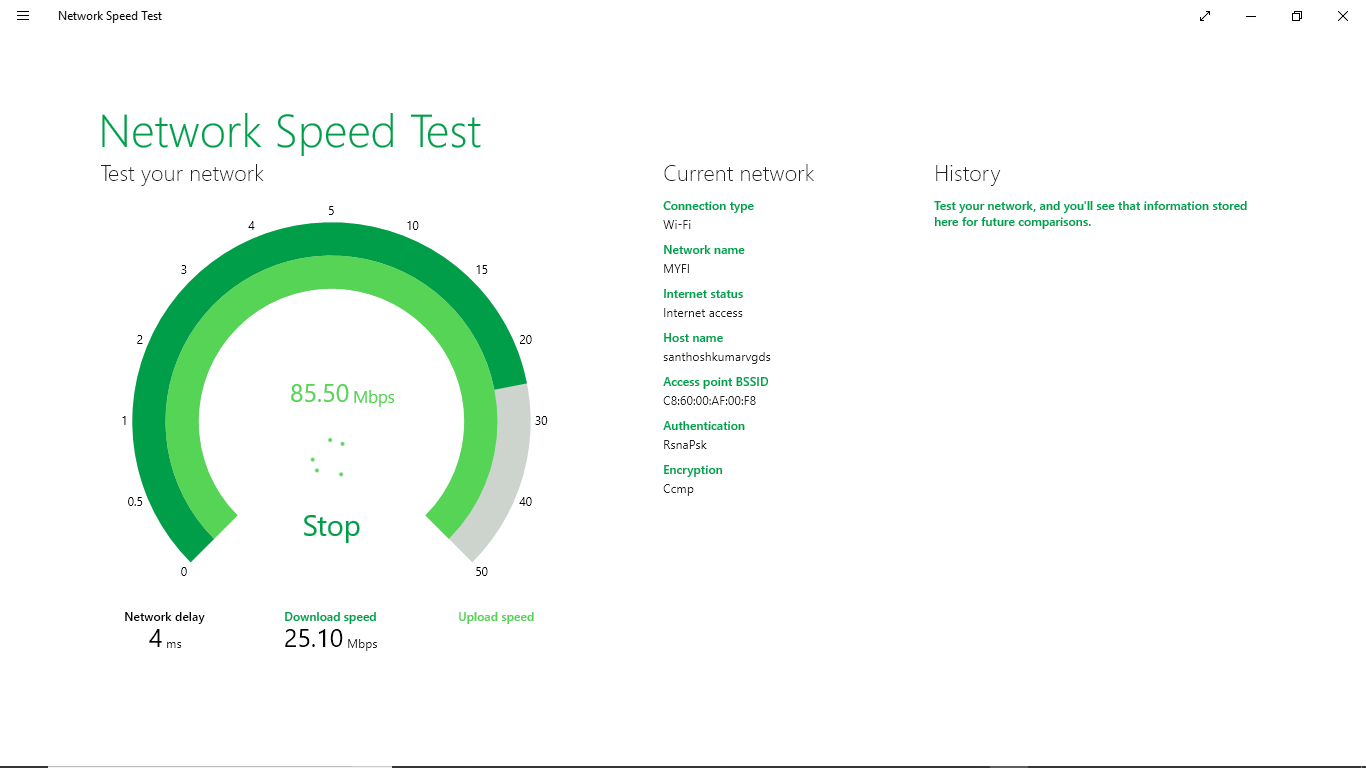 Network Speed Test
Network Speed Test
Test your network
5
4
10
3
15
2
20
1
30
0.5
40
0
50
85.50 Mbps
Stop
Network delay
4 ms
Download speed
25.10 Mbps
Upload speed
Current network
Connection type
Wi-Fi
Network name
MYFI
Internet status
Internet access
Host name
santhoshkumarvgds
Access point BSSID
C8:60:00:AF:00:F8
Authentication
RsnaPsk
Encryption
Ccmp
History
Test your network, and you'll see that information stored
here for future comparisons.